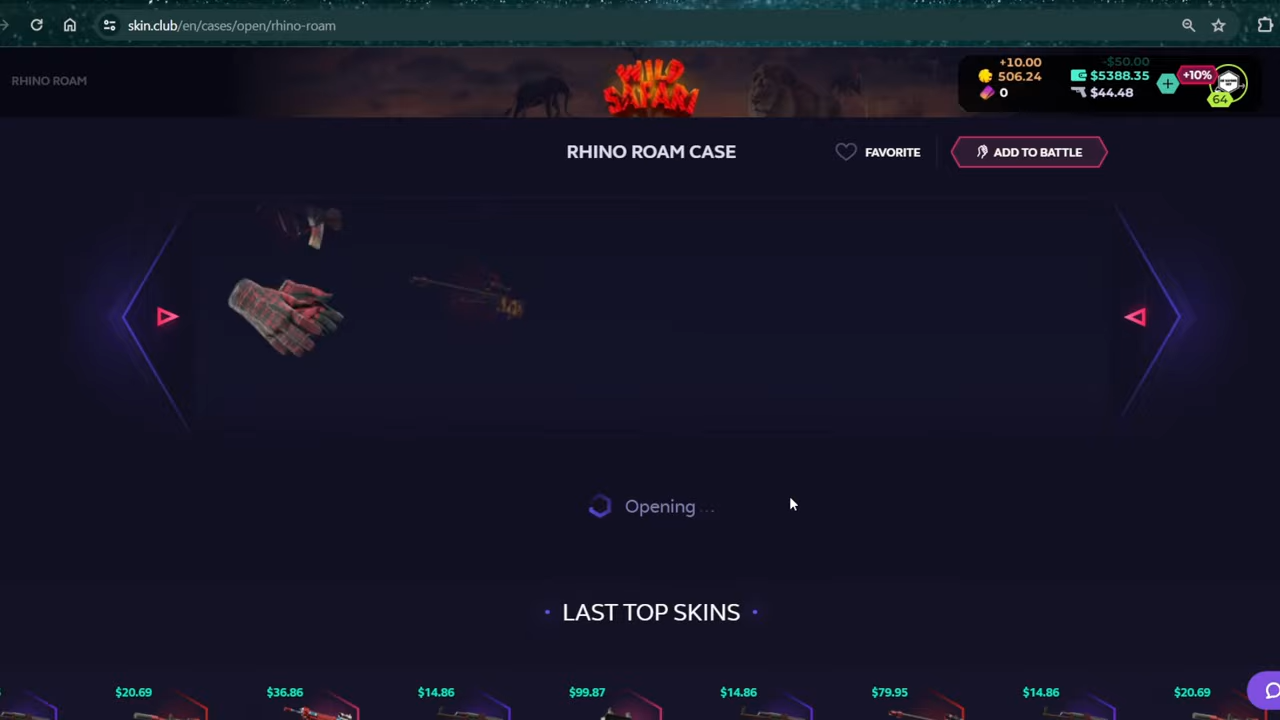 skin.club/en/cases/open/rhino-roam
RHINO ROAM
WILD
SAFARI
+10.00
506.24
0
-$50.00
$5388.35
$44.48
+10%
64
RHINO ROAM CASE
FAVORITE
ADD TO BATTLE
Opening ...
LAST TOP SKINS
$20.69
$36.86
$14.86
$99.87
$14.86
$79.95
$14.86
$20.69